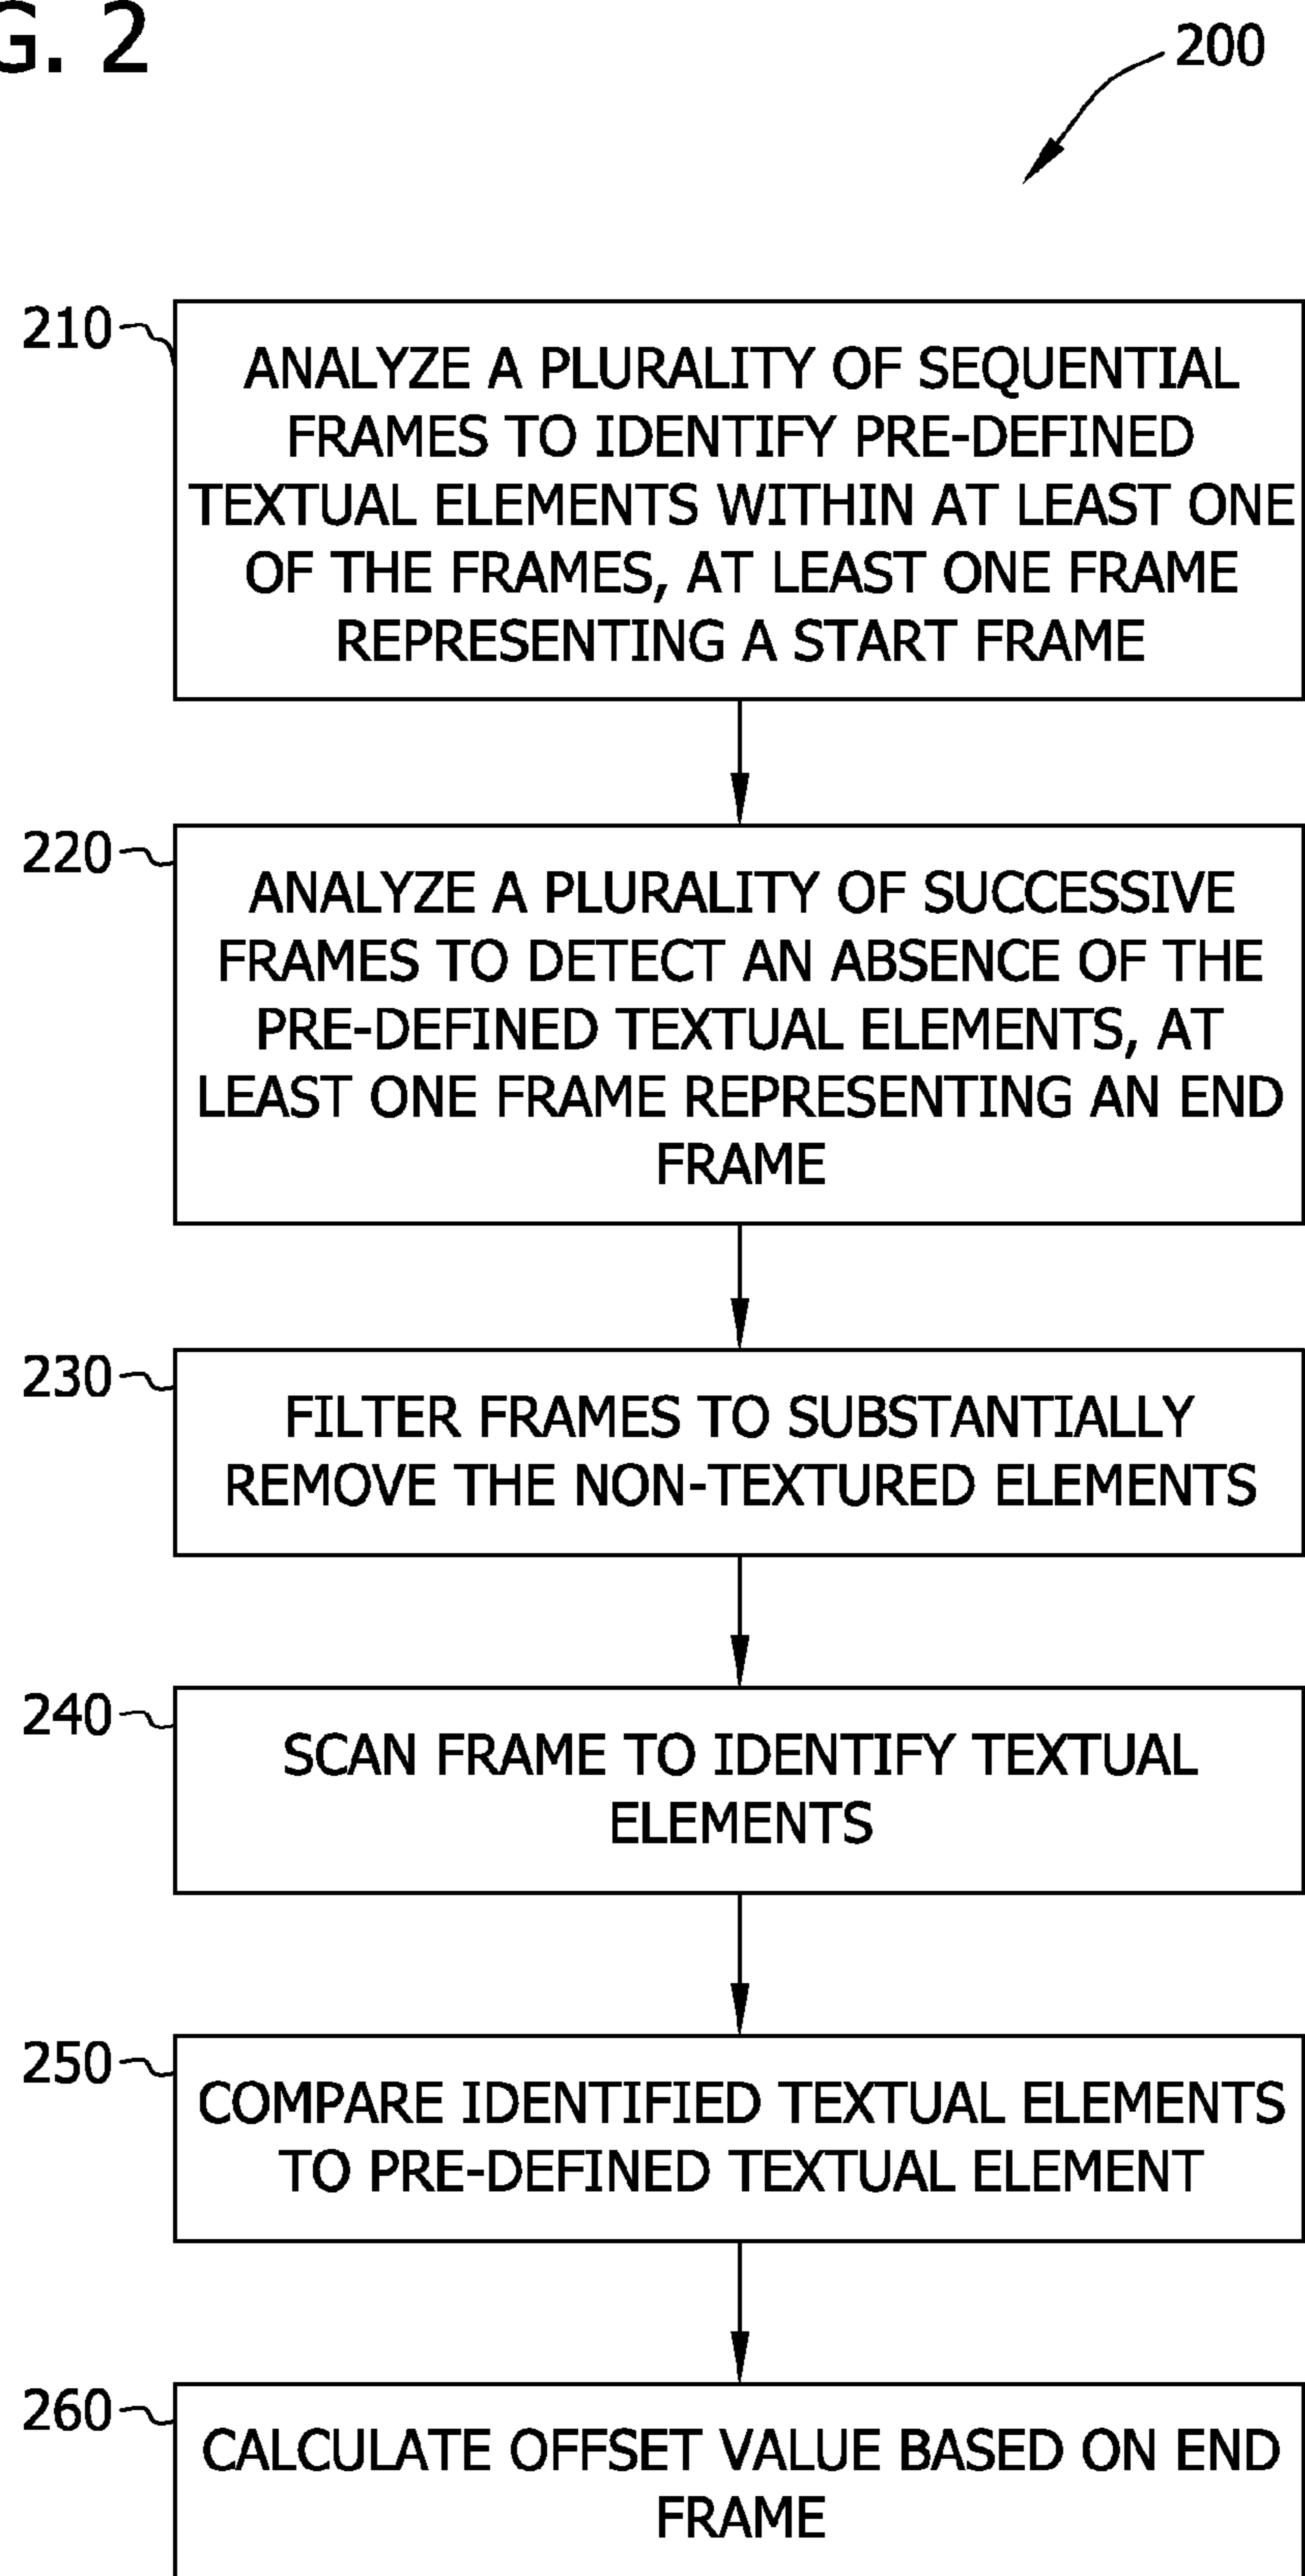 G. 2
200
210
ANALYZE A PLURALITY OF SEQUENTIAL
FRAMES TO IDENTIFY PRE-DEFINED
TEXTUAL ELEMENTS WITHIN AT LEAST ONE
OF THE FRAMES, AT LEAST ONE FRAME
REPRESENTING A START FRAME
220
ANALYZE A PLURALITY OF SUCCESSIVE
FRAMES TO DETECT AN ABSENCE OF THE
PRE-DEFINED TEXTUAL ELEMENTS, AT
LEAST ONE FRAME REPRESENTING AN END
FRAME
230
FILTER FRAMES TO SUBSTANTIALLY
REMOVE THE NON-TEXTURED ELEMENTS
240
SCAN FRAME TO IDENTIFY TEXTUAL
ELEMENTS
250
COMPARE IDENTIFIED TEXTUAL ELEMENTS
TO PRE-DEFINED TEXTUAL ELEMENT
260
CALCULATE OFFSET VALUE BASED ON END
FRAME